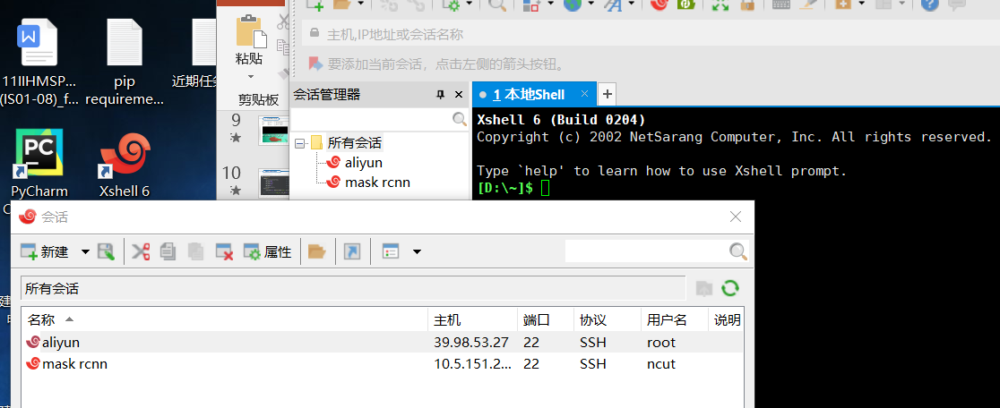 主机,IP地址或会话名称
要添加当前会话，点击左侧的箭头按钮。
11IIHMSP...
(IS01-08)_f...
pip
requireme...
粘贴
剪贴板
9
10
PyCharm
Xshell 6
会话管理器
所有会话
aliyun
mask rcnn
1 本地Shell
Xshell 6 (Build 0204)
Copyright (c) 2002 NetSarang Computer, Inc. All rights reserved.
Type `help' to learn how to use Xshell prompt.
[D:\~]$
会话
新建
属性
所有会话
名称 主机 端口 协议 用户名 说明
aliyun 39.98.53.27 22 SSH root
mask rcnn 10.5.151.2... 22 SSH ncut